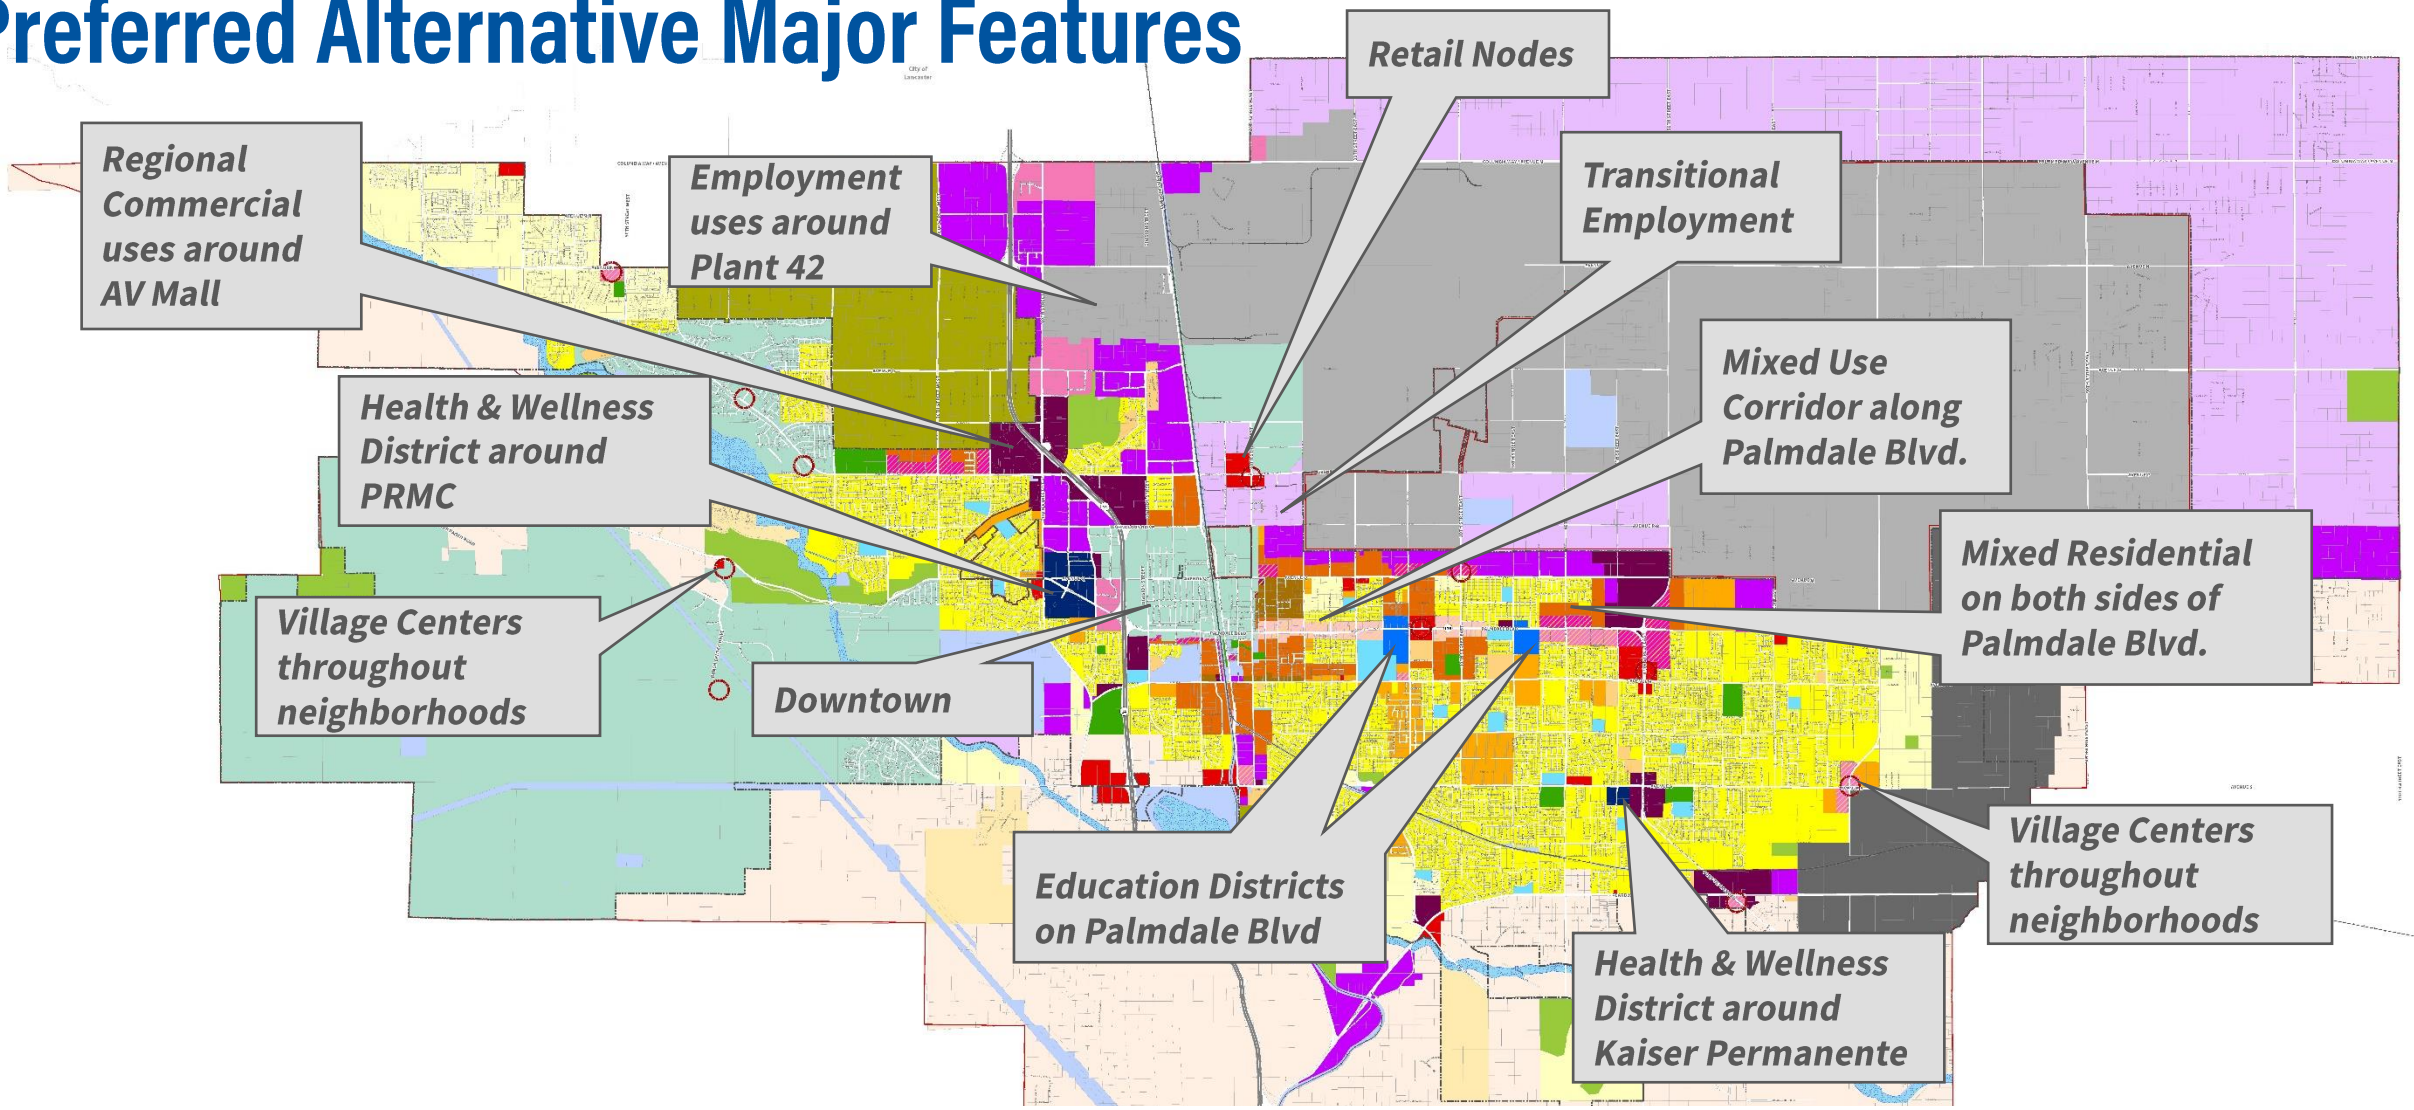 Preferred Alternative Major Features
City of
Lancaster
Retail Nodes
Regional
Commercial
uses around
AV Mall
Employment
uses around
Plant 42
Transitional
Employment
Mixed Use
Corridor along
Palmdale Blvd.
Health & Wellness
District around
PRMC
Mixed Residential
on both sides of
Palmdale Blvd.
Village Centers
throughout
neighborhoods
Downtown
Education Districts
on Palmdale Blvd
Village Centers
throughout
neighborhoods
Health & Wellness
District around
Kaiser Permanente